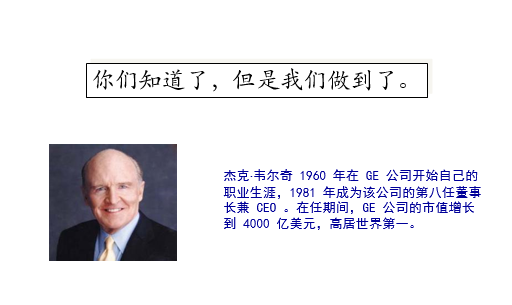 你们知道了，但是我们做到了。
杰克·韦尔奇 1960 年在 GE 公司开始自己的
职业生涯，1981 年成为该公司的第八任董事
长兼 CEO 。在任期间，GE 公司的市值增长
到 4000 亿美元，高居世界第一。